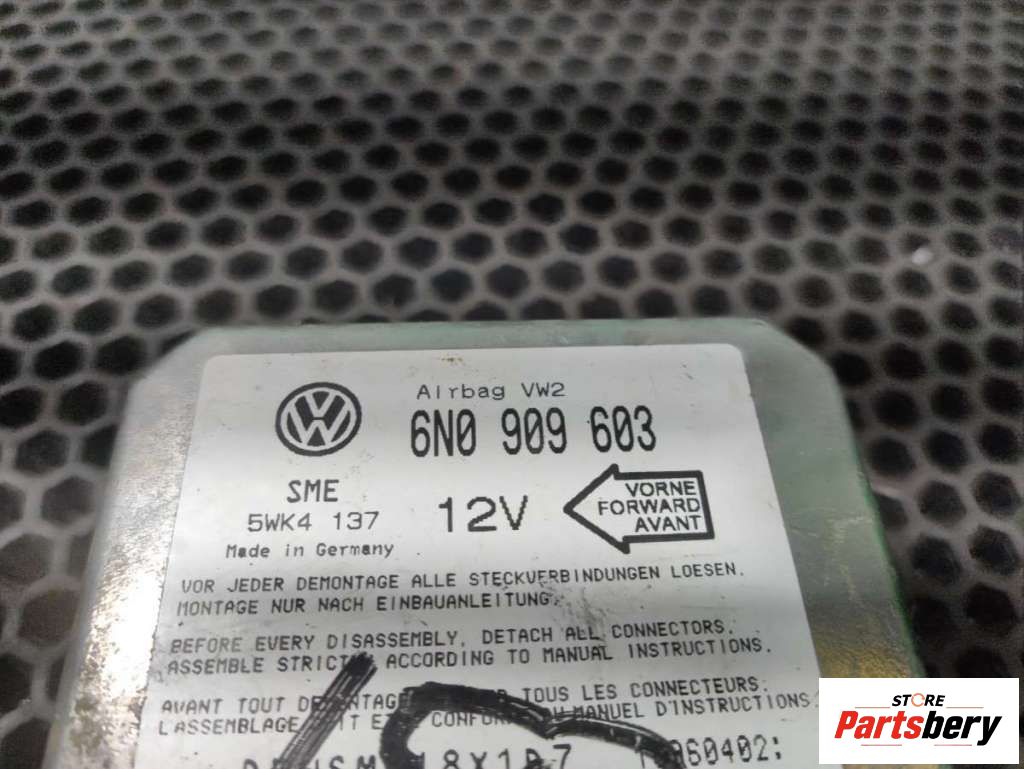 Airbag VW2
6N0 909 603
SME
5WK4 137
12V
VORNE
FORWARD
AVANT
Made in Germany
VOR JEDER DEMONTAGE ALLE STECKVERBINDUNGEN LOESEN.
MONTAGE NUR NACH EINBAUANLEITUNG.
BEFORE EVERY DISASSEMBLY, DETACH ALL CONNECTORS.
ASSEMBLE ACCORDING TO MANUAL INSTRUCTIONS.
AVANT TOUT TOUS LES CONNECTEURS.
L'ASSEMBLAGE MANUEL D'INSTRUCTIONS.
STORE
Partsbery